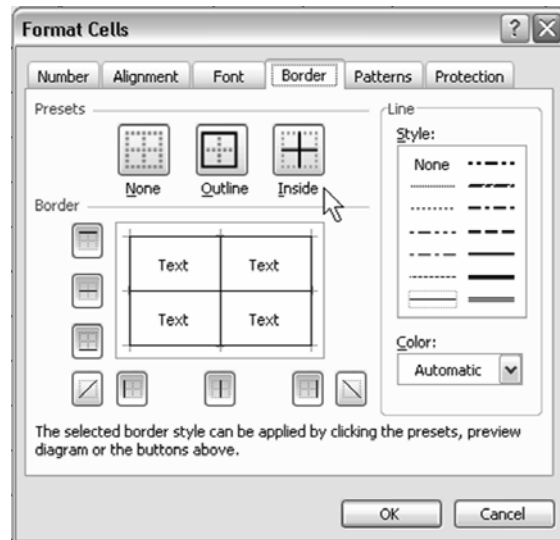 Format Cells
Number Alignment Font Border Patterns Protection
Presets
None Outline Inside
Border
Text Text
Text Text
Line
Style:
None
Color:
Automatic
The selected border style can be applied by clicking the presets, preview
diagram or the buttons above.
OK Cancel